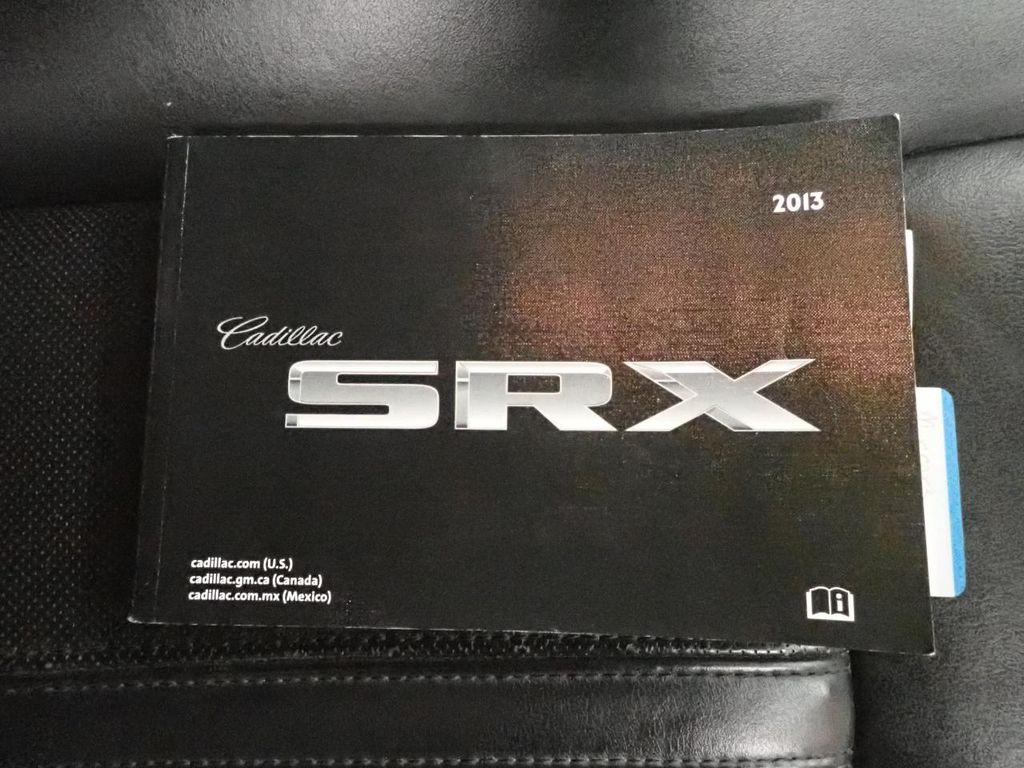 2013
Cadillac
SRX
cadillac.com (U.S.)
cadillac.gm.ca (Canada)
cadillac.com.mx (Mexico)